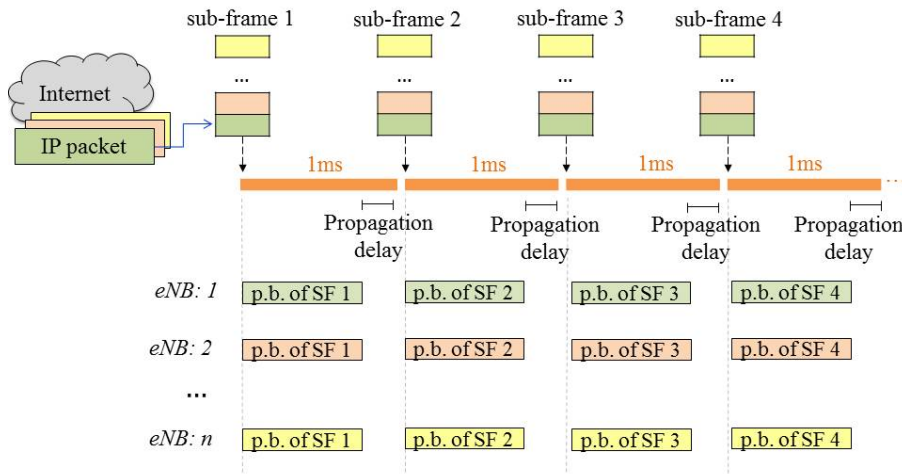 sub-frame 1 sub-frame 2 sub-frame 3 sub-frame 4
... ... ... ...
Internet
IP packet
1ms 1ms 1ms 1ms ...
Propagation delay
Propagation delay
Propagation delay
Propagation delay
eNB: 1 p.b. of SF 1 p.b. of SF 2 p.b. of SF 3 p.b. of SF 4
eNB: 2 p.b. of SF 1 p.b. of SF 2 p.b. of SF 3 p.b. of SF 4
...
eNB: n p.b. of SF 1 p.b. of SF 2 p.b. of SF 3 p.b. of SF 4